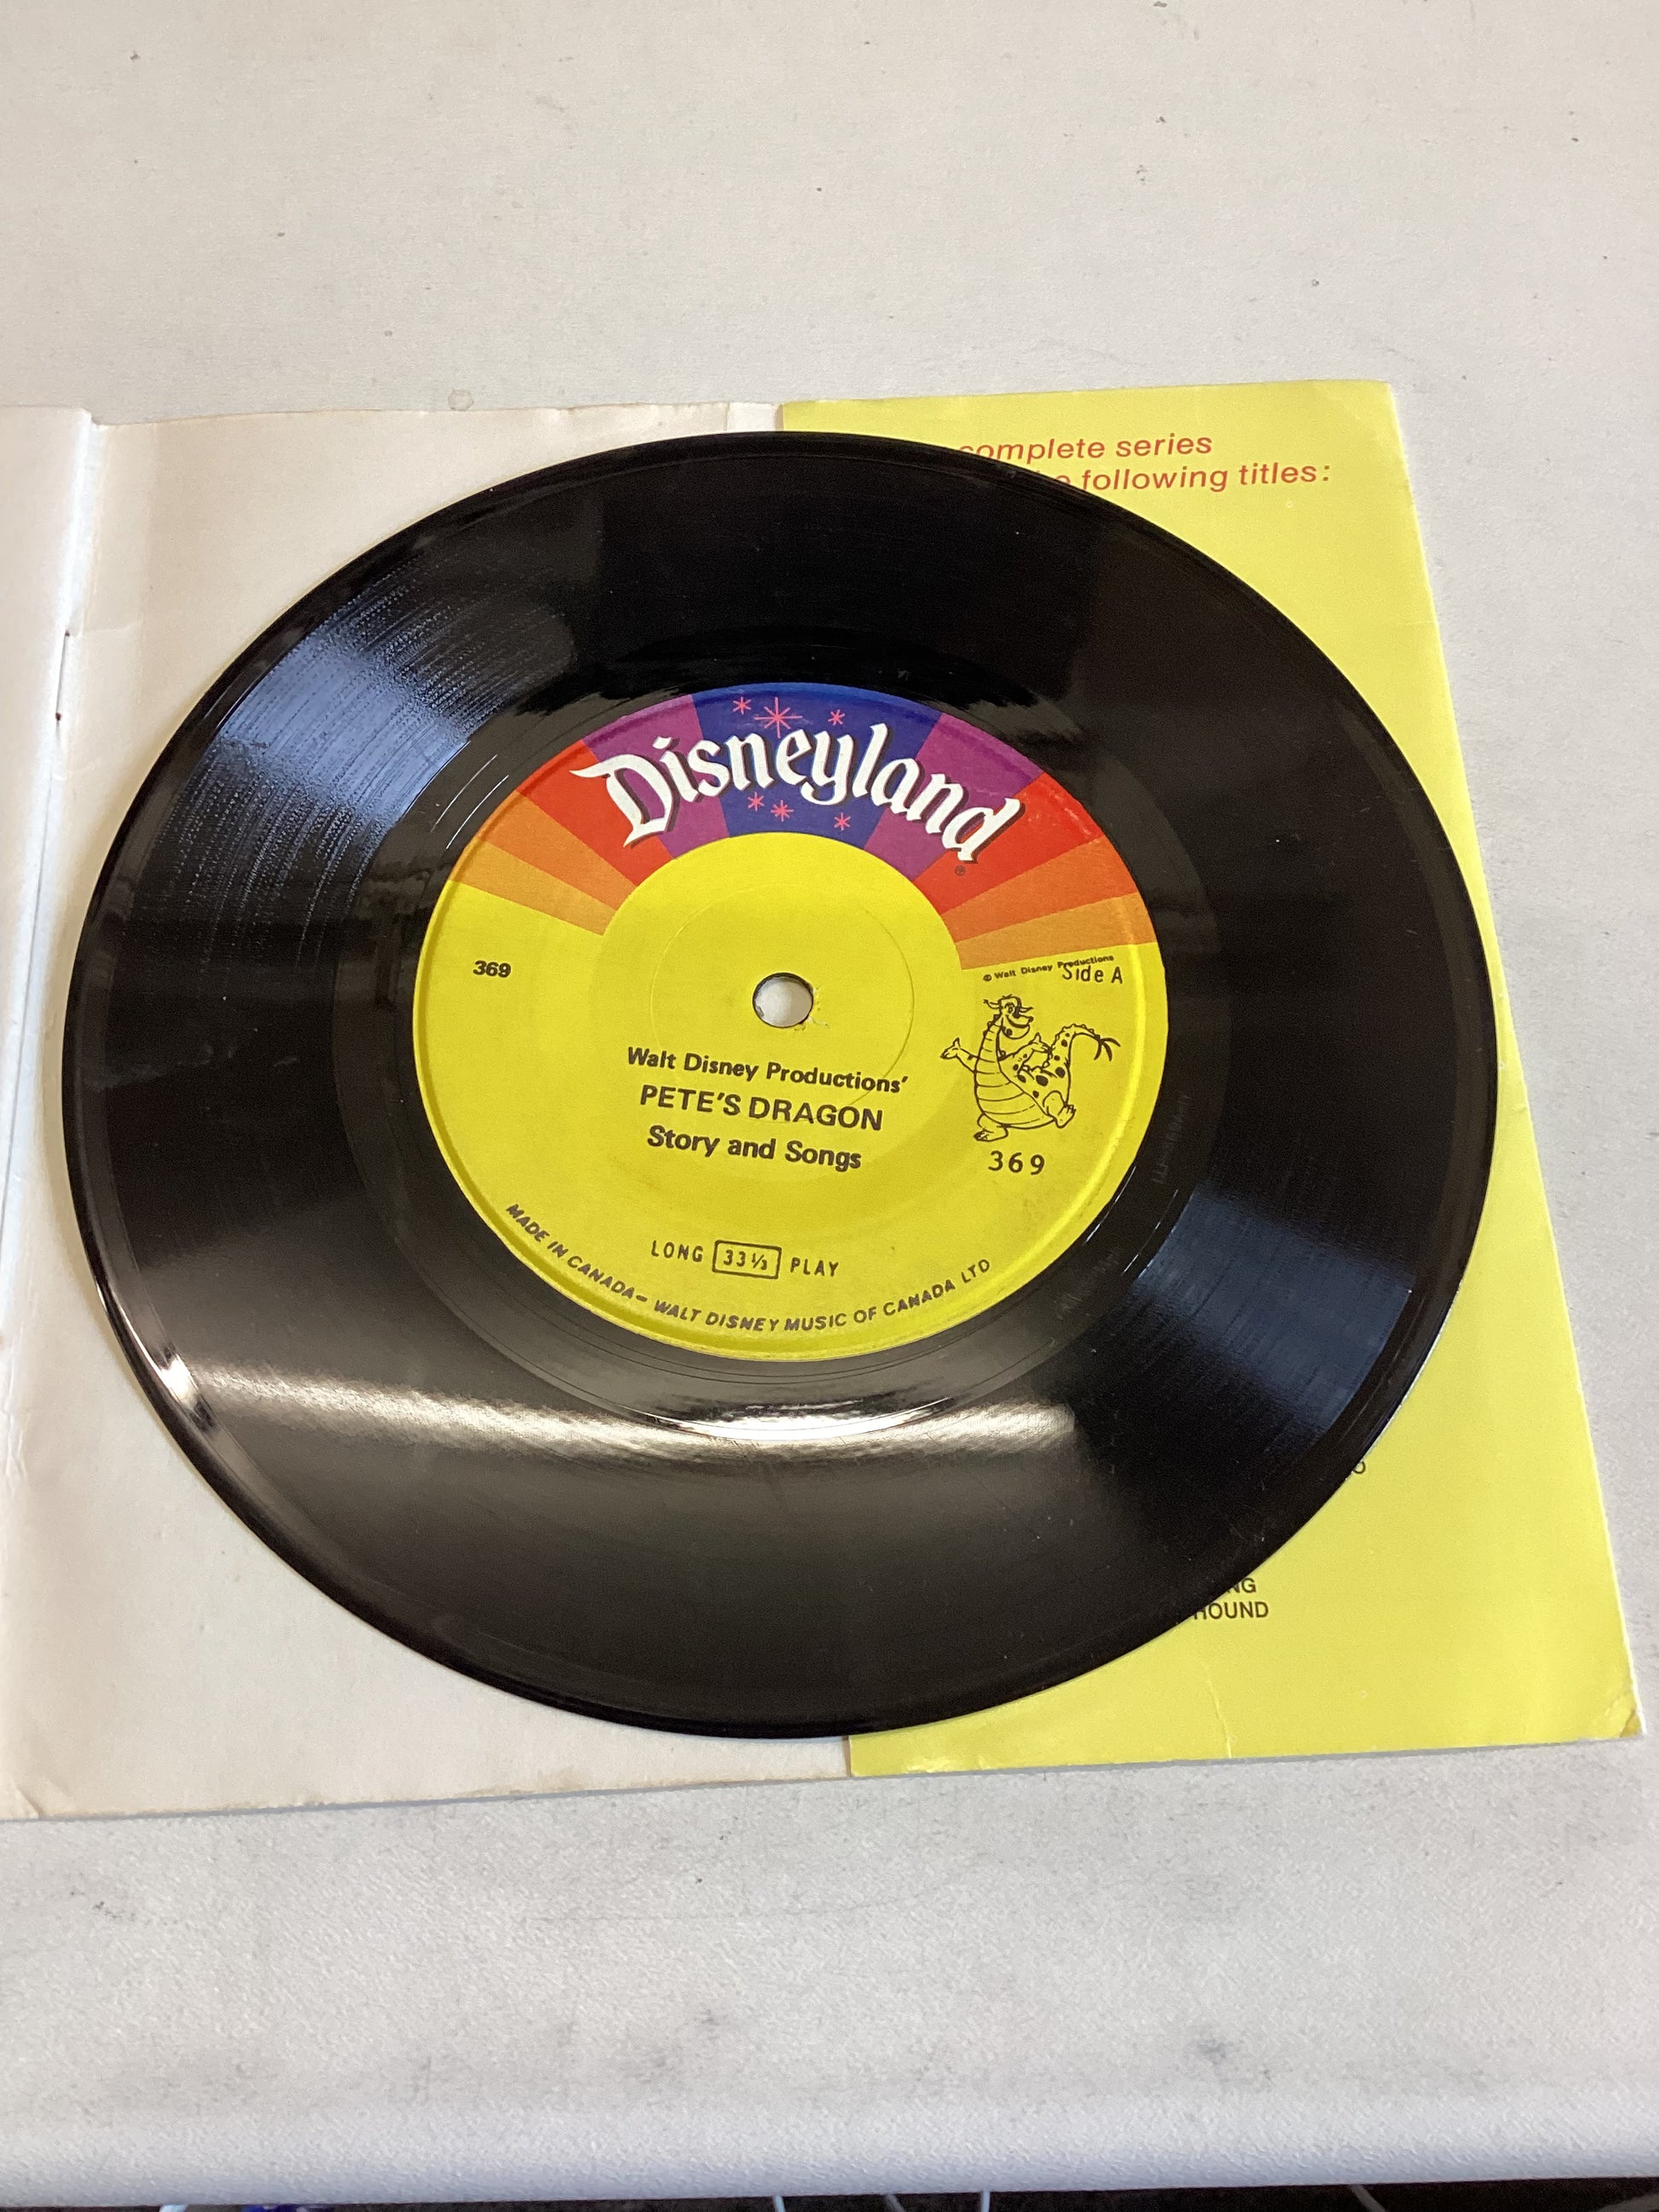 complete series
following titles:
Disneyland
®
369
© Walt Disney Productions
Side A
Walt Disney Productions'
PETE'S DRAGON
Story and Songs
369
LONG 33⅓ PLAY
MADE IN CANADA- WALT DISNEY MUSIC OF CANADA LTD